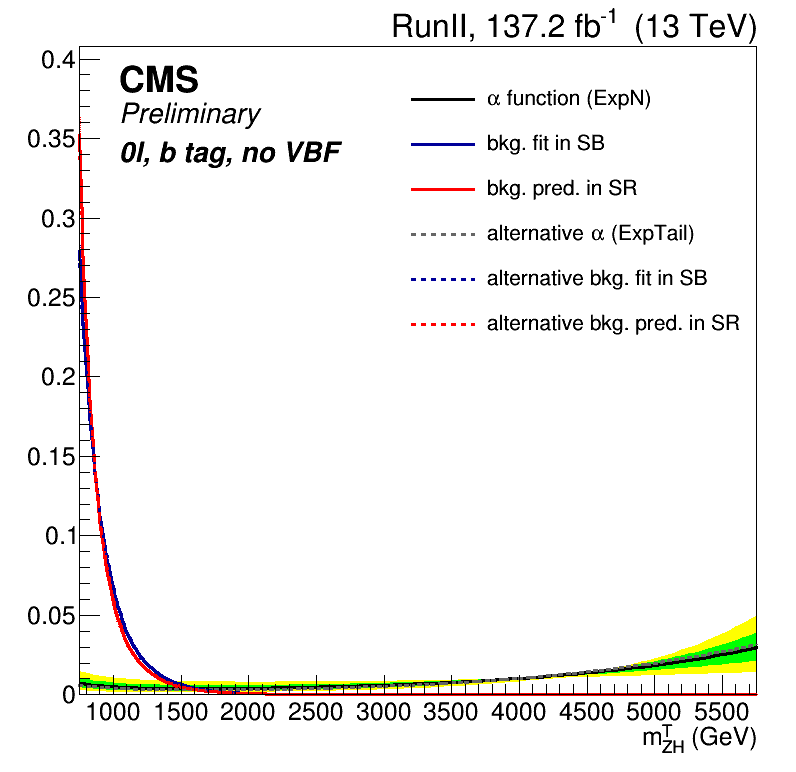 RunII, 137.2 fb⁻¹ (13 TeV)
CMS
Preliminary
0l, b tag, no VBF
α function (ExpN)
bkg. fit in SB
bkg. pred. in SR
alternative α (ExpTail)
alternative bkg. fit in SB
alternative bkg. pred. in SR
0.4
0.35
0.3
0.25
0.2
0.15
0.1
0.05
0
1000 1500 2000 2500 3000 3500 4000 4500 5000 5500
m^T_ZH (GeV)